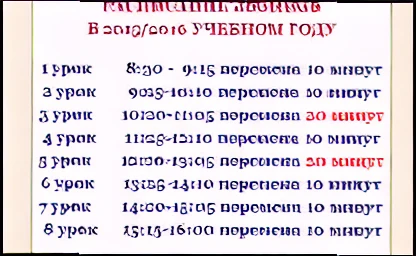 РАСПИСАНИЕ ЗВОНКОВ
В 2015/2016 УЧЕБНОМ ГОДУ
1 урок 8:30 - 9:15 перемена 10 минут
2 урок 9:25-10:10 перемена 10 минут
3 урок 10:20-11:05 перемена 20 минут
4 урок 11:25-12:10 перемена 10 минут
5 урок 12:20-13:05 перемена 20 минут
6 урок 13:25-14:10 перемена 10 минут
7 урок 14:20-15:05 перемена 10 минут
8 урок 15:15-16:00 перемена 10 минут